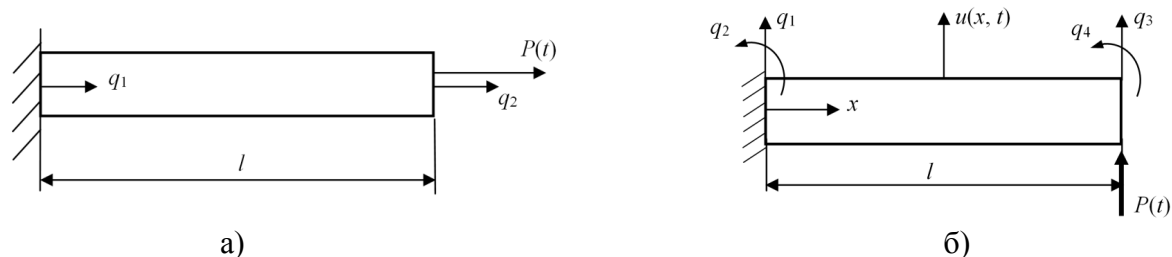 P(t)
q₁
q₂
l
а)
q₂
q₁
u(x, t)
q₃
q₄
x
l
P(t)
б)